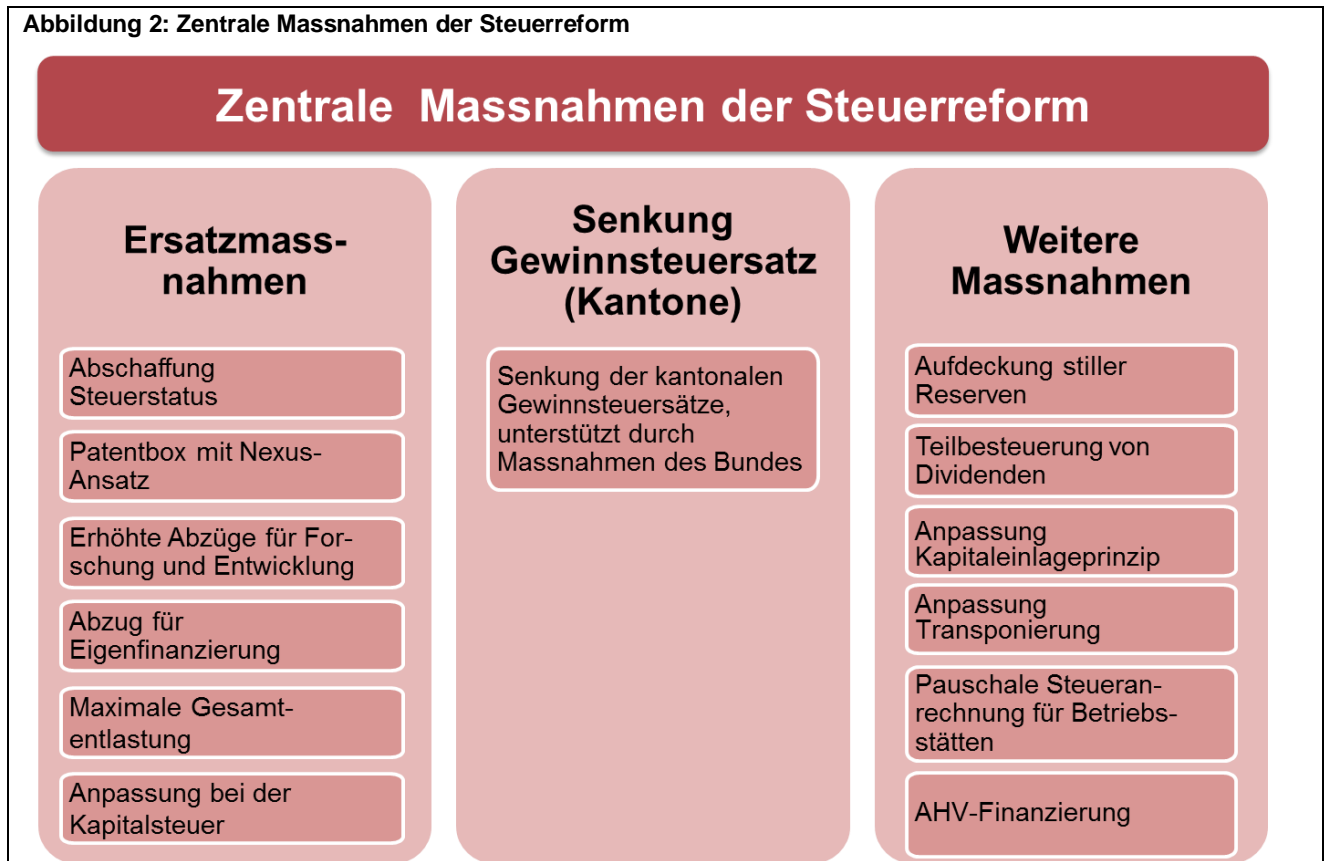 Abbildung 2: Zentrale Massnahmen der Steuerreform
Zentrale Massnahmen der Steuerreform
Ersatzmass-
nahmen
Abschaffung
Steuerstatus
Patentbox mit Nexus-
Ansatz
Erhöhte Abzüge für For-
schung und Entwicklung
Abzug für
Eigenfinanzierung
Maximale Gesamt-
entlastung
Anpassung bei der
Kapitalsteuer
Senkung
Gewinnsteuersatz
(Kantone)
Senkung der kantonalen
Gewinnsteuersätze,
unterstützt durch
Massnahmen des Bundes
Weitere
Massnahmen
Aufdeckung stiller
Reserven
Teilbesteuerung von
Dividenden
Anpassung
Kapitaleinlageprinzip
Anpassung
Transponierung
Pauschale Steueran-
rechnung für Betriebs-
stätten
AHV-Finanzierung